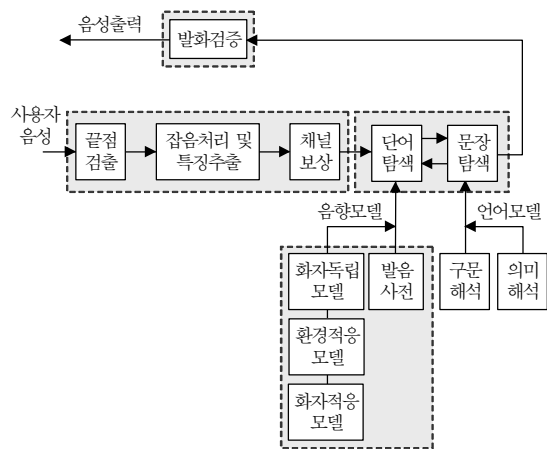 음성출력
발화검증
사용자
음성
끝점
검출
잡음처리 및
특징추출
채널
보상
단어
탐색
문장
탐색
음향모델
언어모델
화자독립
모델
발음
사전
구문
해석
의미
해석
환경적응
모델
화자적응
모델